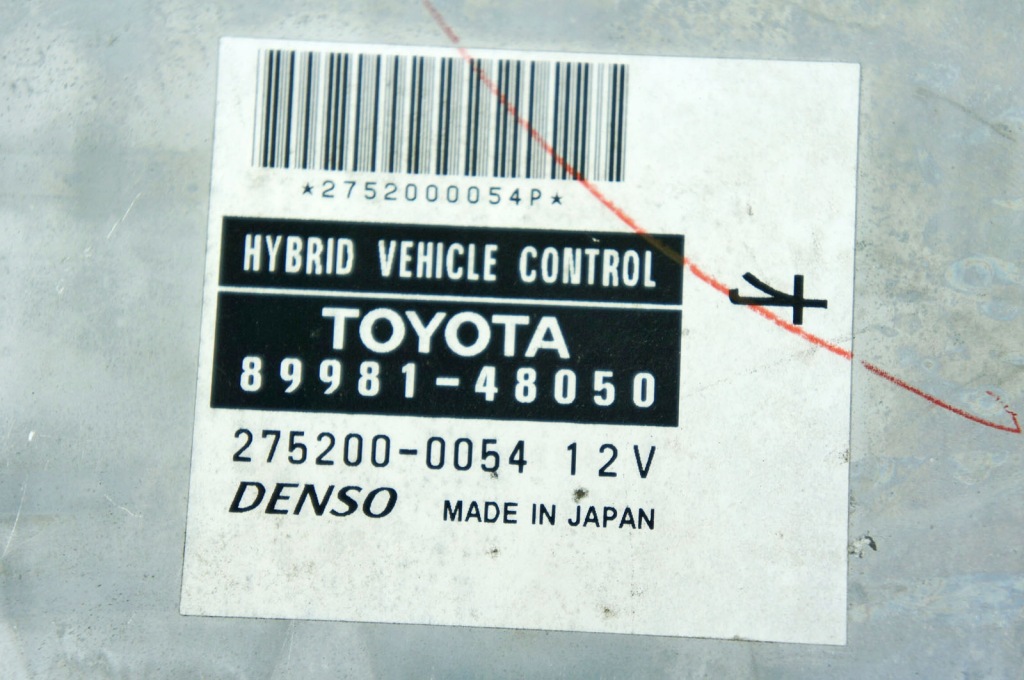 *2752000054P*
HYBRID VEHICLE CONTROL
TOYOTA
89981-48050
275200-0054 12V
DENSO MADE IN JAPAN